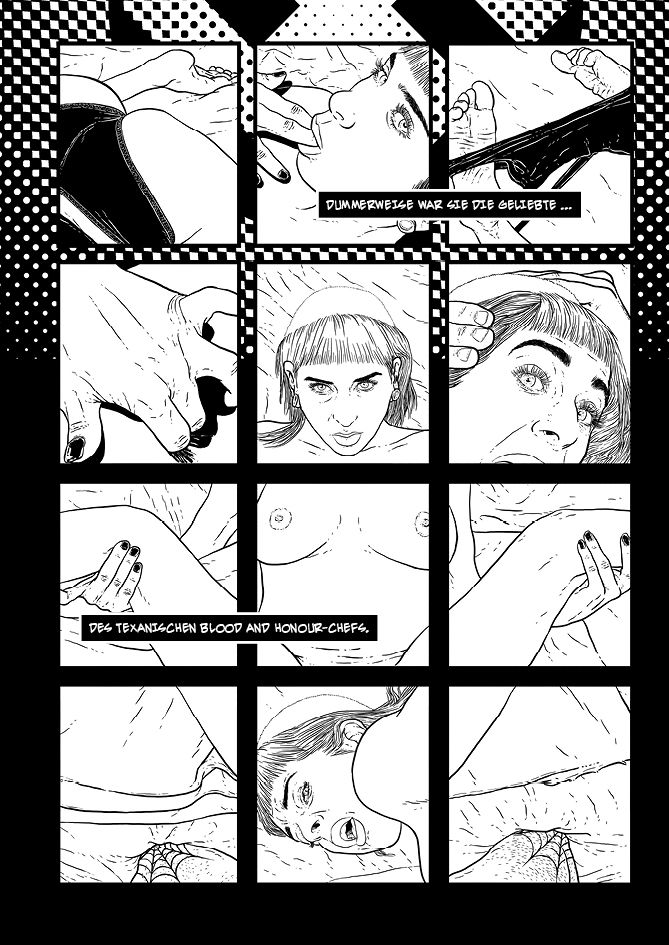 DUMMERWEISE WAR SIE DIE GELIEBTE ...
DES TEXANISCHEN BLOOD AND HONOUR-CHEFS.